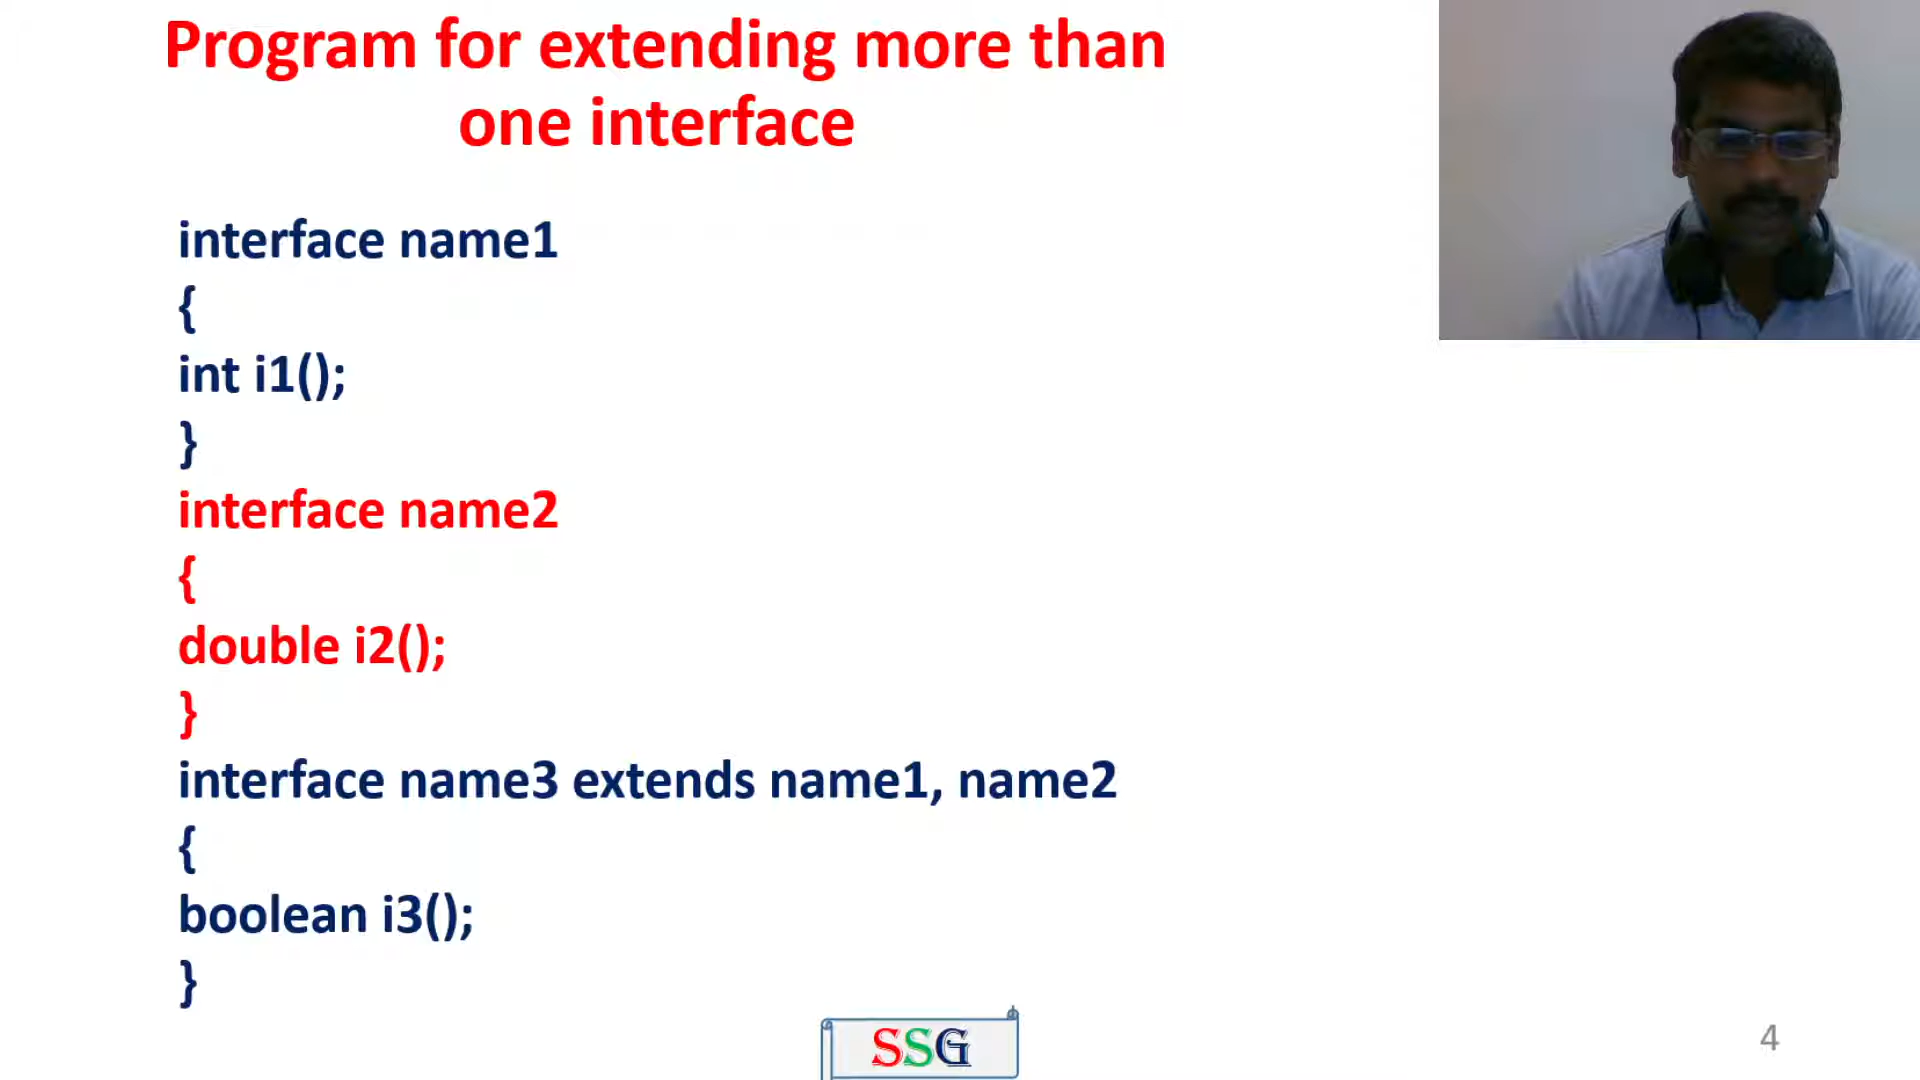 Program for extending more than
one interface
interface name1
{
int i1();
}
interface name2
{
double i2();
}
interface name3 extends name1, name2
{
boolean i3();
}
SSG
4